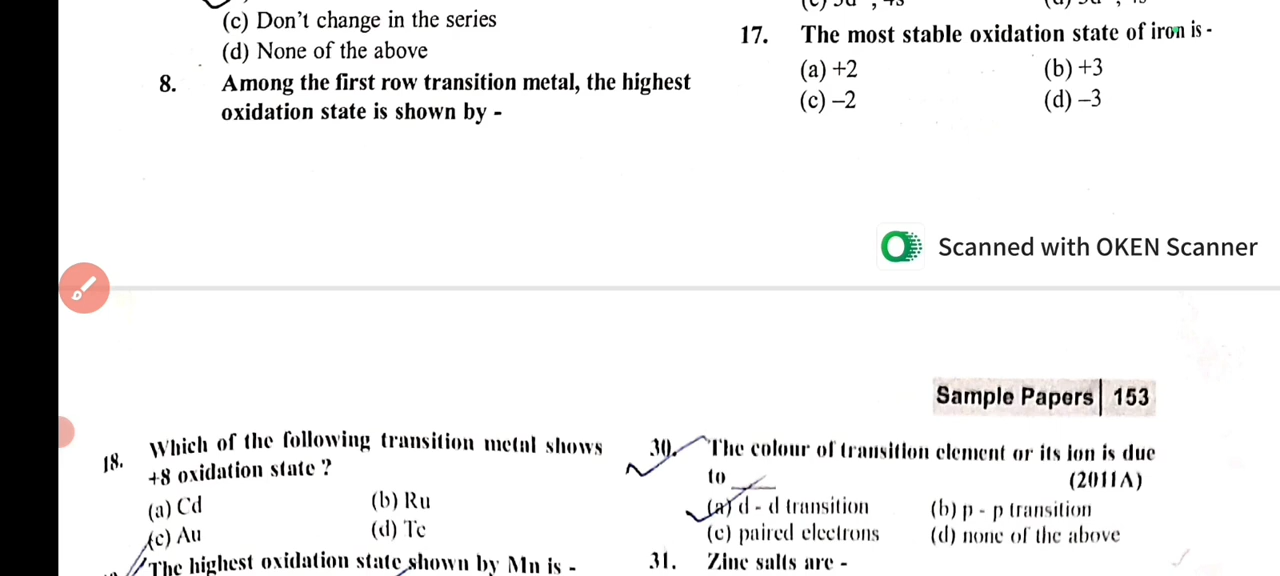 (c) Don't change in the series
(d) None of the above
8. Among the first row transition metal, the highest
oxidation state is shown by -
17. The most stable oxidation state of iron is -
(a) +2 (b) +3
(c) –2 (d) –3
Scanned with OKEN Scanner
Sample Papers 153
18. Which of the following transition metal shows
+8 oxidation state ?
(a) Cd (b) Ru
(c) Au (d) Tc
The highest oxidation state shown by Mn is -
30. The colour of transition element or its ion is due
to ___ (2011A)
(a) d - d transition (b) p - p transition
(c) paired electrons (d) none of the above
31. Zinc salts are -